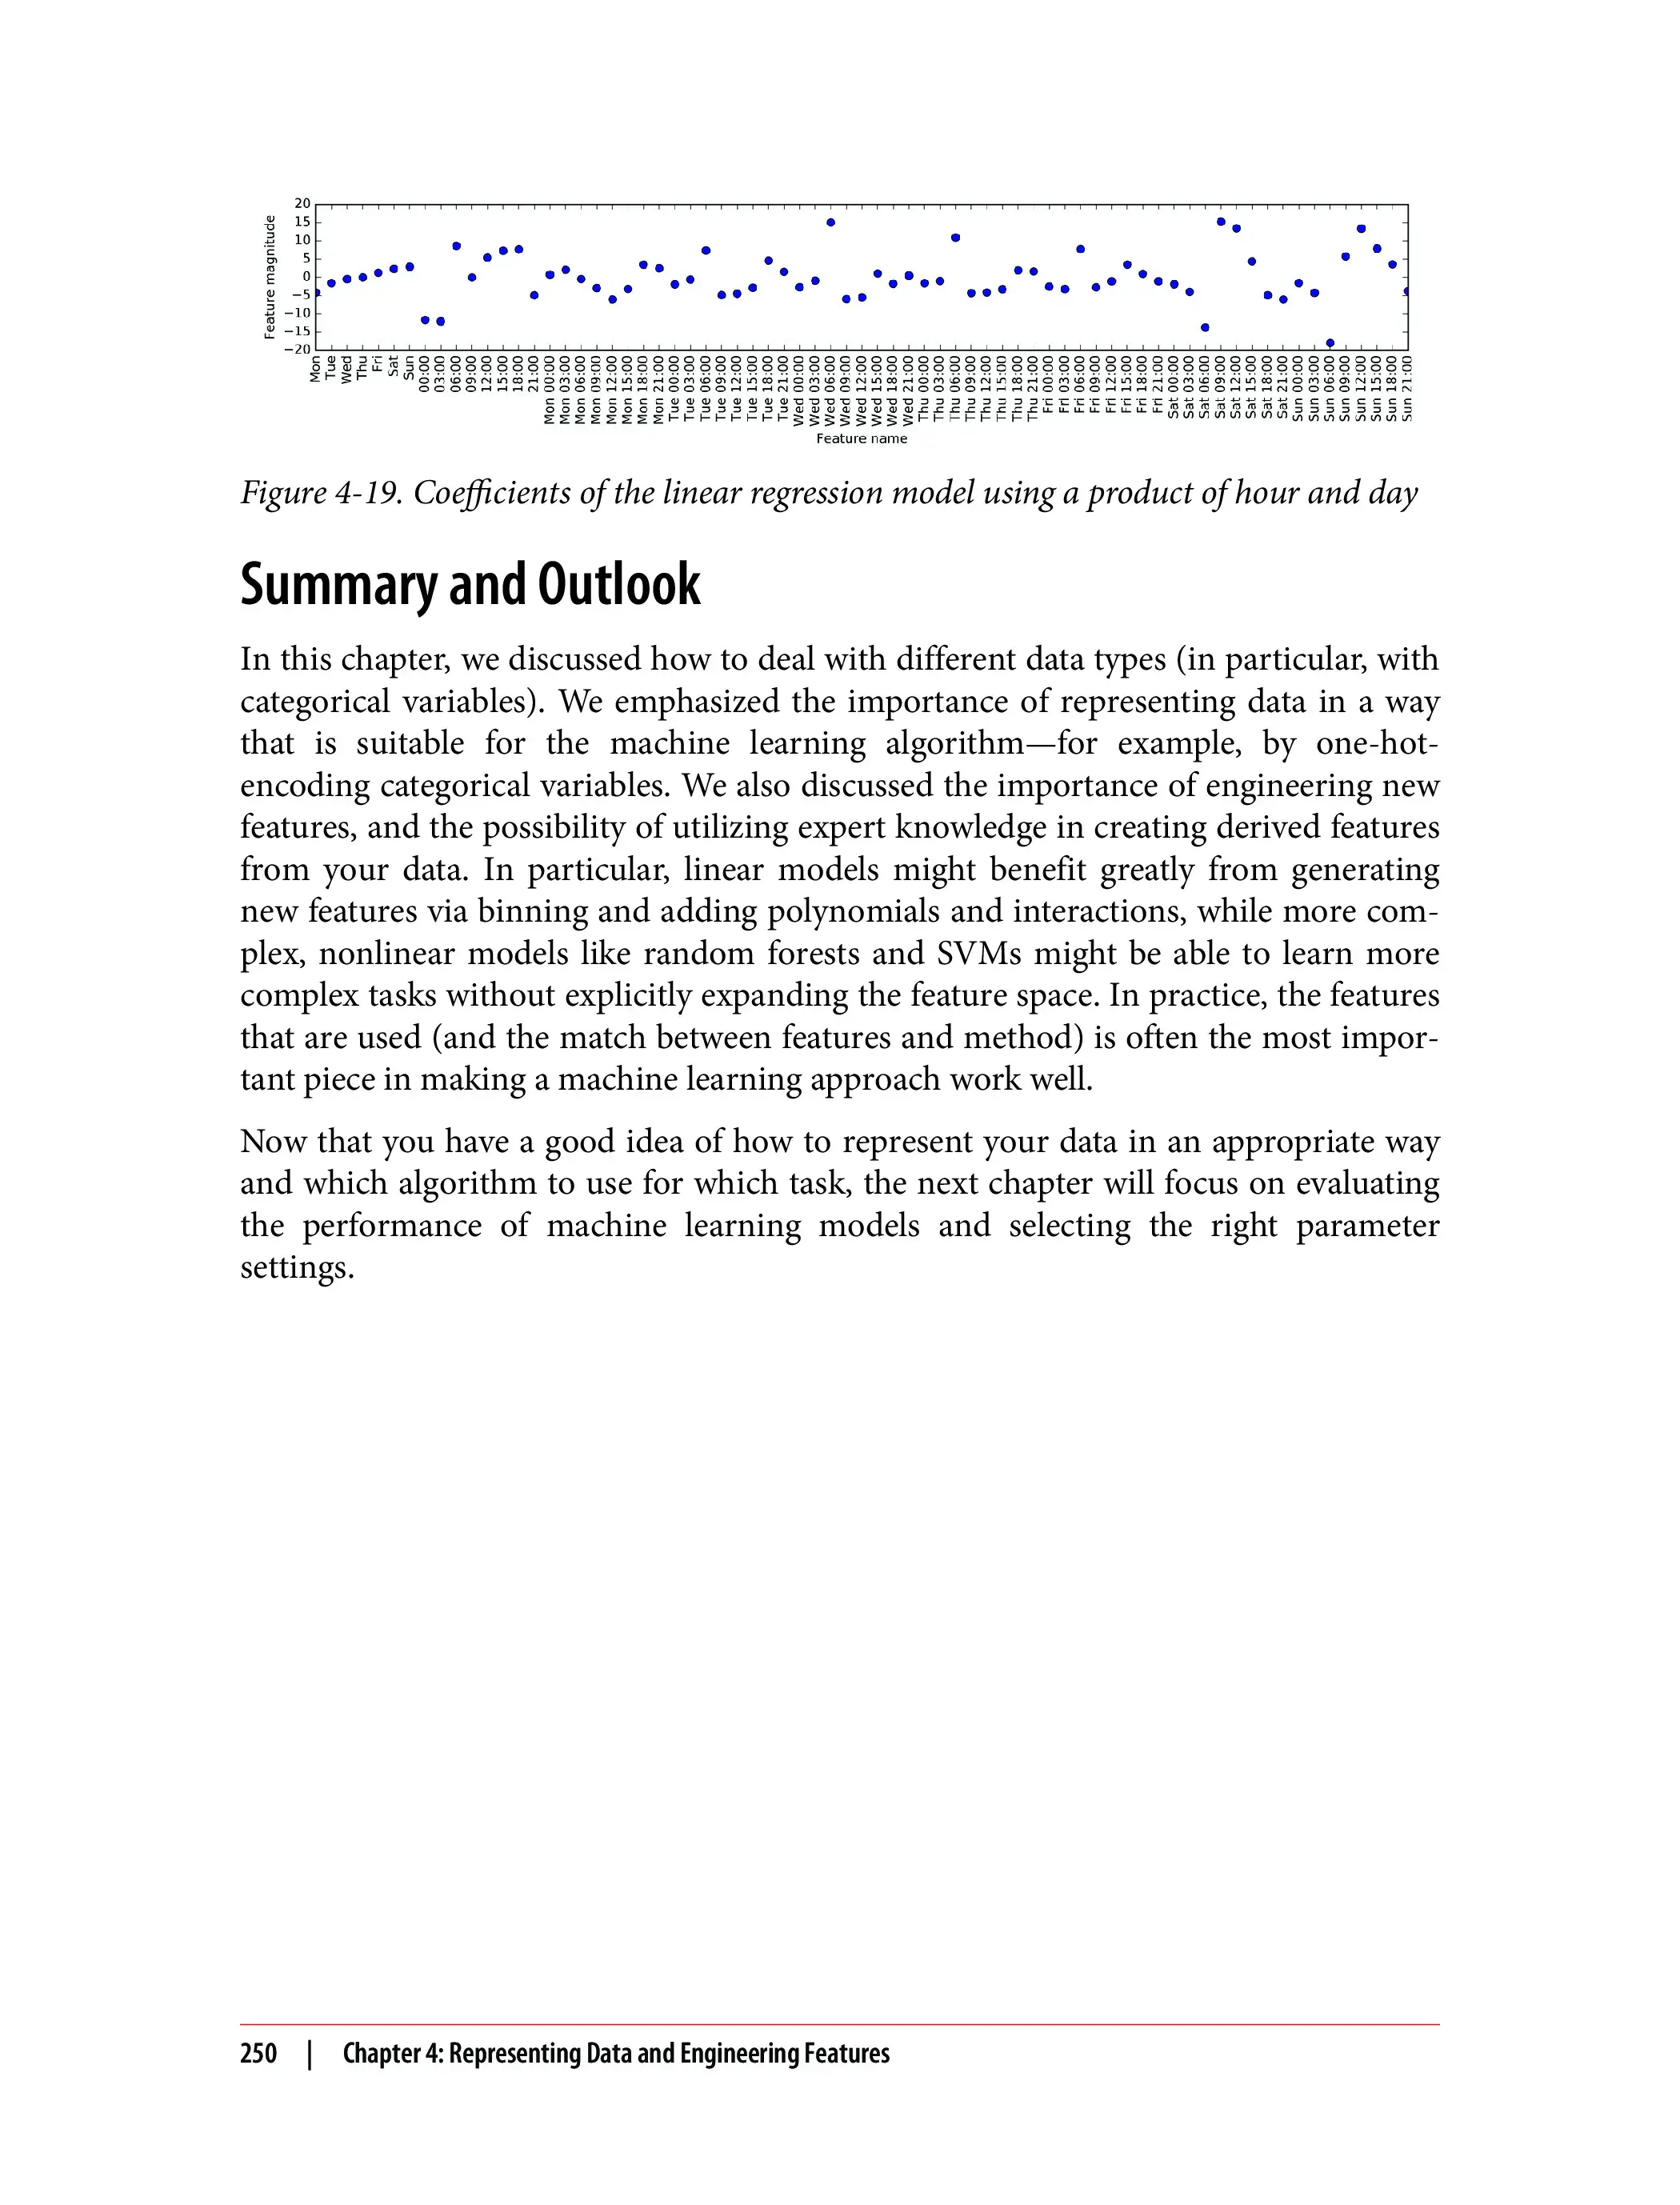 20
15
10
5
0
−5
−10
−15
−20
Feature magnitude
Mon
Tue
Wed
Thu
Fri
Sat
Sun
00:00
03:00
06:00
09:00
12:00
15:00
18:00
21:00
Mon 00:00
Mon 03:00
Mon 06:00
Mon 09:00
Mon 12:00
Mon 15:00
Mon 18:00
Mon 21:00
Tue 00:00
Tue 03:00
Tue 06:00
Tue 09:00
Tue 12:00
Tue 15:00
Tue 18:00
Tue 21:00
Wed 00:00
Wed 03:00
Wed 06:00
Wed 09:00
Wed 12:00
Wed 15:00
Wed 18:00
Wed 21:00
Thu 00:00
Thu 03:00
Thu 06:00
Thu 09:00
Thu 12:00
Thu 15:00
Thu 18:00
Thu 21:00
Fri 00:00
Fri 03:00
Fri 06:00
Fri 09:00
Fri 12:00
Fri 15:00
Fri 18:00
Fri 21:00
Sat 00:00
Sat 03:00
Sat 06:00
Sat 09:00
Sat 12:00
Sat 15:00
Sat 18:00
Sat 21:00
Sun 00:00
Sun 03:00
Sun 06:00
Sun 09:00
Sun 12:00
Sun 15:00
Sun 18:00
Sun 21:00
Feature name
Figure 4-19. Coefficients of the linear regression model using a product of hour and day
Summary and Outlook
In this chapter, we discussed how to deal with different data types (in particular, with
categorical variables). We emphasized the importance of representing data in a way
that is suitable for the machine learning algorithm—for example, by one-hot-
encoding categorical variables. We also discussed the importance of engineering new
features, and the possibility of utilizing expert knowledge in creating derived features
from your data. In particular, linear models might benefit greatly from generating
new features via binning and adding polynomials and interactions, while more com-
plex, nonlinear models like random forests and SVMs might be able to learn more
complex tasks without explicitly expanding the feature space. In practice, the features
that are used (and the match between features and method) is often the most impor-
tant piece in making a machine learning approach work well.
Now that you have a good idea of how to represent your data in an appropriate way
and which algorithm to use for which task, the next chapter will focus on evaluating
the performance of machine learning models and selecting the right parameter
settings.
250 | Chapter 4: Representing Data and Engineering Features